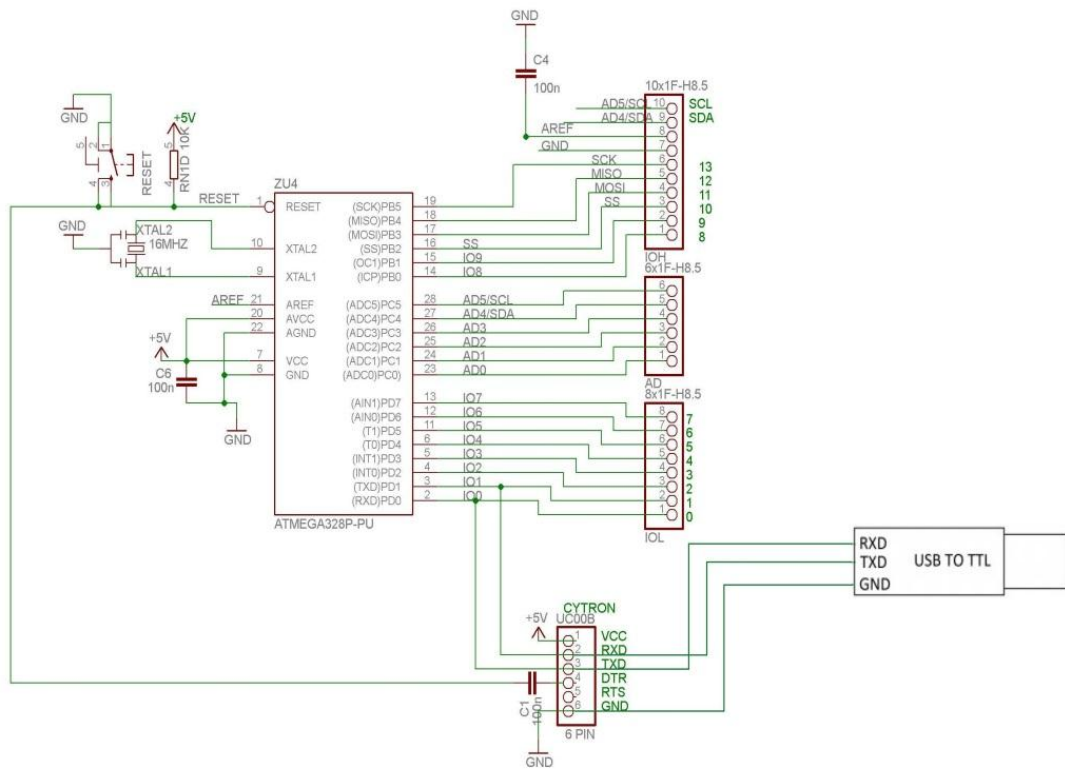 GND
C4
100n
10x1F-H8.5
AD5/SCL 10 SCL
AD4/SDA 9 SDA
AREF 8
GND 7
SCK 6 13
MISO 5 12
MOSI 4 11
SS 3 10
2 9
1 8
IOH
GND
+5V
5 2 1
4 3
RESET
5
4
RN1D 10K
RESET
GND
XTAL2
16MHZ
XTAL1
ZU4
1 RESET (SCK)PB5 19
(MISO)PB4 18
(MOSI)PB3 17
10 XTAL2 (SS)PB2 16 SS
(OC1)PB1 15 IO9
9 XTAL1 (ICP)PB0 14 IO8
AREF 21 AREF (ADC5)PC5 28 AD5/SCL
20 AVCC (ADC4)PC4 27 AD4/SDA
22 AGND (ADC3)PC3 26 AD3
(ADC2)PC2 25 AD2
+5V 7 VCC (ADC1)PC1 24 AD1
8 GND (ADC0)PC0) 23 AD0
C6
100n
GND
(AIN1)PD7 13 IO7
(AIN0)PD6 12 IO6
(T1)PD5 11 IO5
(T0)PD4 6 IO4
(INT1)PD3 5 IO3
(INT0)PD2 4 IO2
(TXD)PD1 3 IO1
(RXD)PD0 2 IO0
ATMEGA328P-PU
6x1F-H8.5
6
5
4
3
2
1
AD
8x1F-H8.5
8 7
7 6
6 5
5 4
4 3
3 2
2 1
1 0
IOL
RXD
TXD
GND
USB TO TTL
CYTRON
UC00B
+5V
1 VCC
2 RXD
3 TXD
4 DTR
5 RTS
6 GND
6 PIN
C1
100n
GND